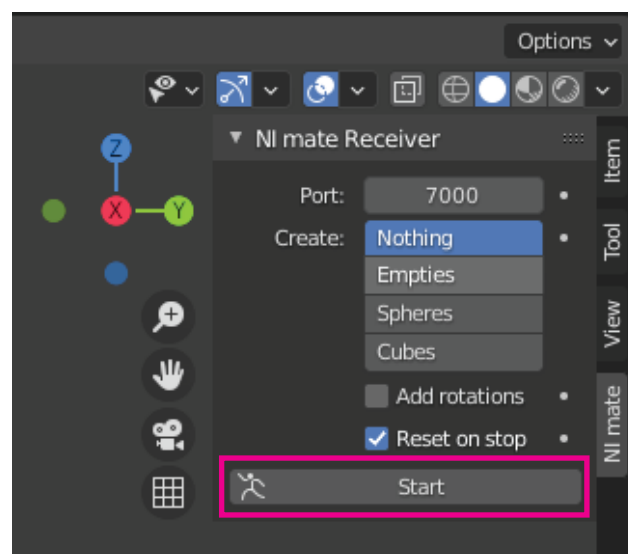 Options
Z
X
Y
NI mate Receiver
Port: 7000
Create: Nothing
Empties
Spheres
Cubes
Add rotations
Reset on stop
Start
Item
Tool
View
NI mate